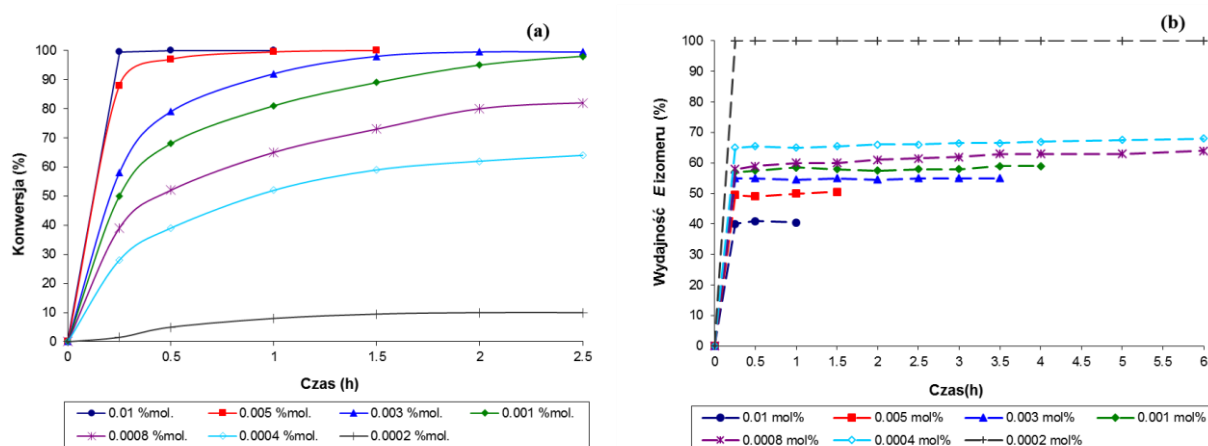 (a)
Konwersja (%)
100
90
80
70
60
50
40
30
20
10
0
0 0.5 1 1.5 2 2.5
Czas (h)
0.01 %mol. 0.005 %mol. 0.003 %mol. 0.001 %mol.
0.0008 %mol. 0.0004 %mol. 0.0002 %mol.
(b)
Wydajność E izomeru (%)
100
90
80
70
60
50
40
30
20
10
0
0 0.5 1 1.5 2 2.5 3 3.5 4 4.5 5 5.5 6
Czas(h)
0.01 mol% 0.005 mol% 0.003 mol% 0.001 mol%
0.0008 mol% 0.0004 mol% 0.0002 mol%